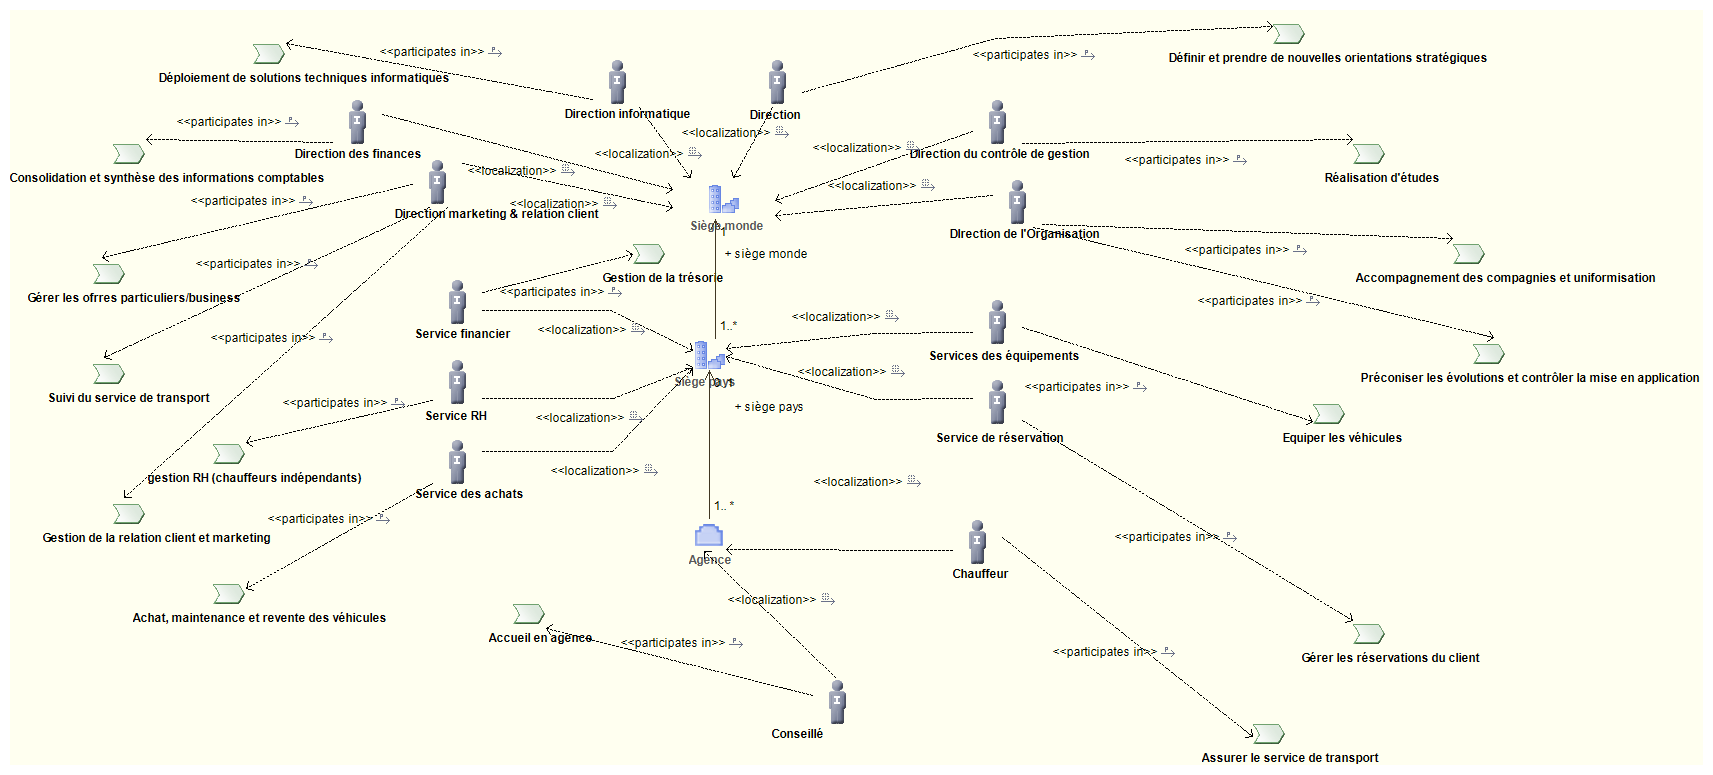 <<participates in>>
Définir et prendre de nouvelles orientations stratégiques
<<participates in>>
Déploiement de solutions techniques informatiques
Direction informatique
Direction
<<participates in>>
<<localization>>
Direction des finances
<<localization>>
<<localization>>
Direction du contrôle de gestion
<<participates in>>
Consolidation et synthèse des informations comptables
<<localization>>
Réalisation d'études
<<localization>>
<<participates in>>
<<localization>>
Direction marketing & relation client
Siège monde
1
DIrection de l'Organisation
<<participates in>>
+ siège monde
<<participates in>>
Gestion de la trésorie
Accompagnement des compagnies et uniformisation
Gérer les ofrres particuliers/business
<<participates in>>
<<participates in>>
Service financier
<<localization>>
<<localization>>
1..*
<<participates in>>
Services des équipements
Siège pays
0..1
<<localization>>
Préconiser les évolutions et contrôler la mise en application
Suivi du service de transport
<<participates in>>
<<participates in>>
Service RH
<<localization>>
+ siège pays
Service de réservation
Equiper les véhicules
gestion RH (chauffeurs indépendants)
<<localization>>
<<localization>>
Service des achats
1..*
<<participates in>>
Gestion de la relation client et marketing
<<participates in>>
Agence
Chauffeur
<<localization>>
Achat, maintenance et revente des véhicules
Accueil en agence
<<participates in>>
<<participates in>>
Gérer les réservations du client
Conseillé
Assurer le service de transport